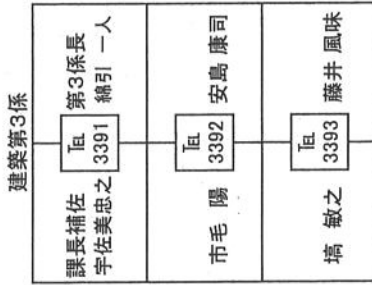 建築第3係
課長補佐
宇佐美忠之
TEL
3391
第3係長
綿引 一人
市毛 陽
TEL
3392
安島 康司
塙 敏之
TEL
3393
藤井 風味